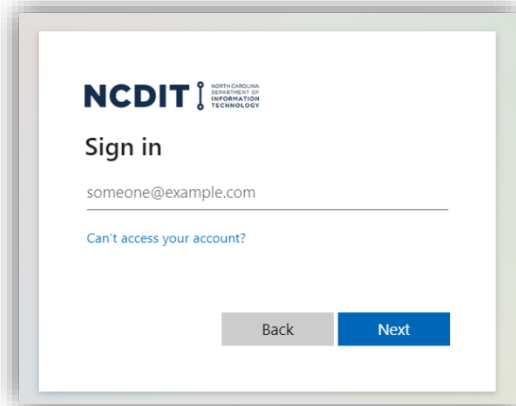 NCDIT
NORTH CAROLINA
DEPARTMENT OF
INFORMATION
TECHNOLOGY
Sign in
someone@example.com
Can't access your account?
Back Next